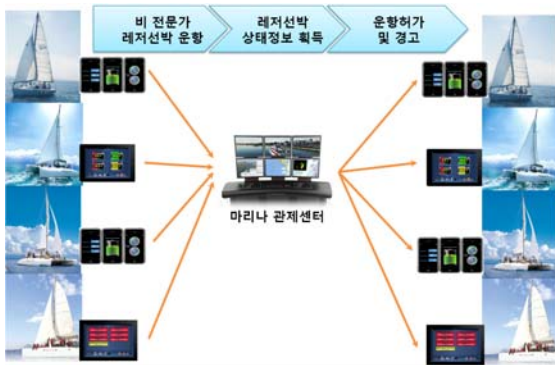 비 전문가
레저선박 운항
레저선박
상태정보 획득
운항허가
및 경고
마리나 관제센터